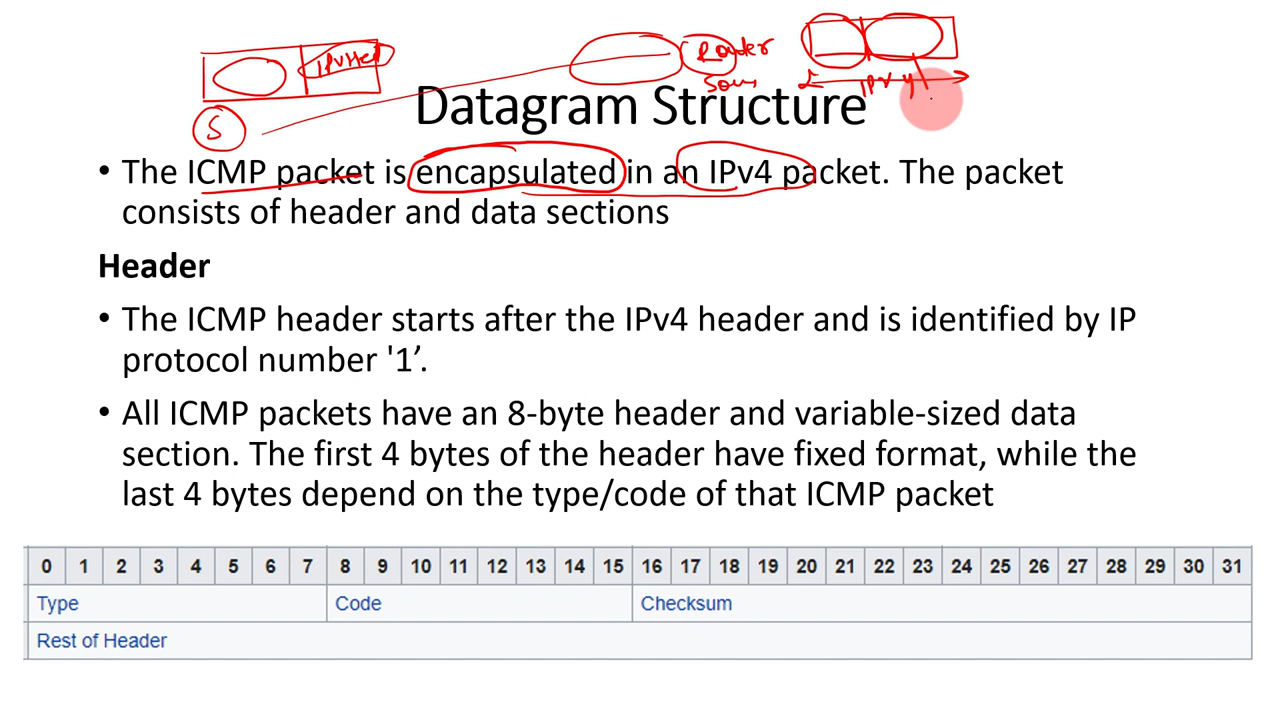 IPv4
S
Router
Sour
IPv4
Datagram Structure
• The ICMP packet is encapsulated in an IPv4 packet. The packet
consists of header and data sections
Header
• The ICMP header starts after the IPv4 header and is identified by IP
protocol number '1’.
• All ICMP packets have an 8-byte header and variable-sized data
section. The first 4 bytes of the header have fixed format, while the
last 4 bytes depend on the type/code of that ICMP packet
0 1 2 3 4 5 6 7 8 9 10 11 12 13 14 15 16 17 18 19 20 21 22 23 24 25 26 27 28 29 30 31
Type Code Checksum
Rest of Header